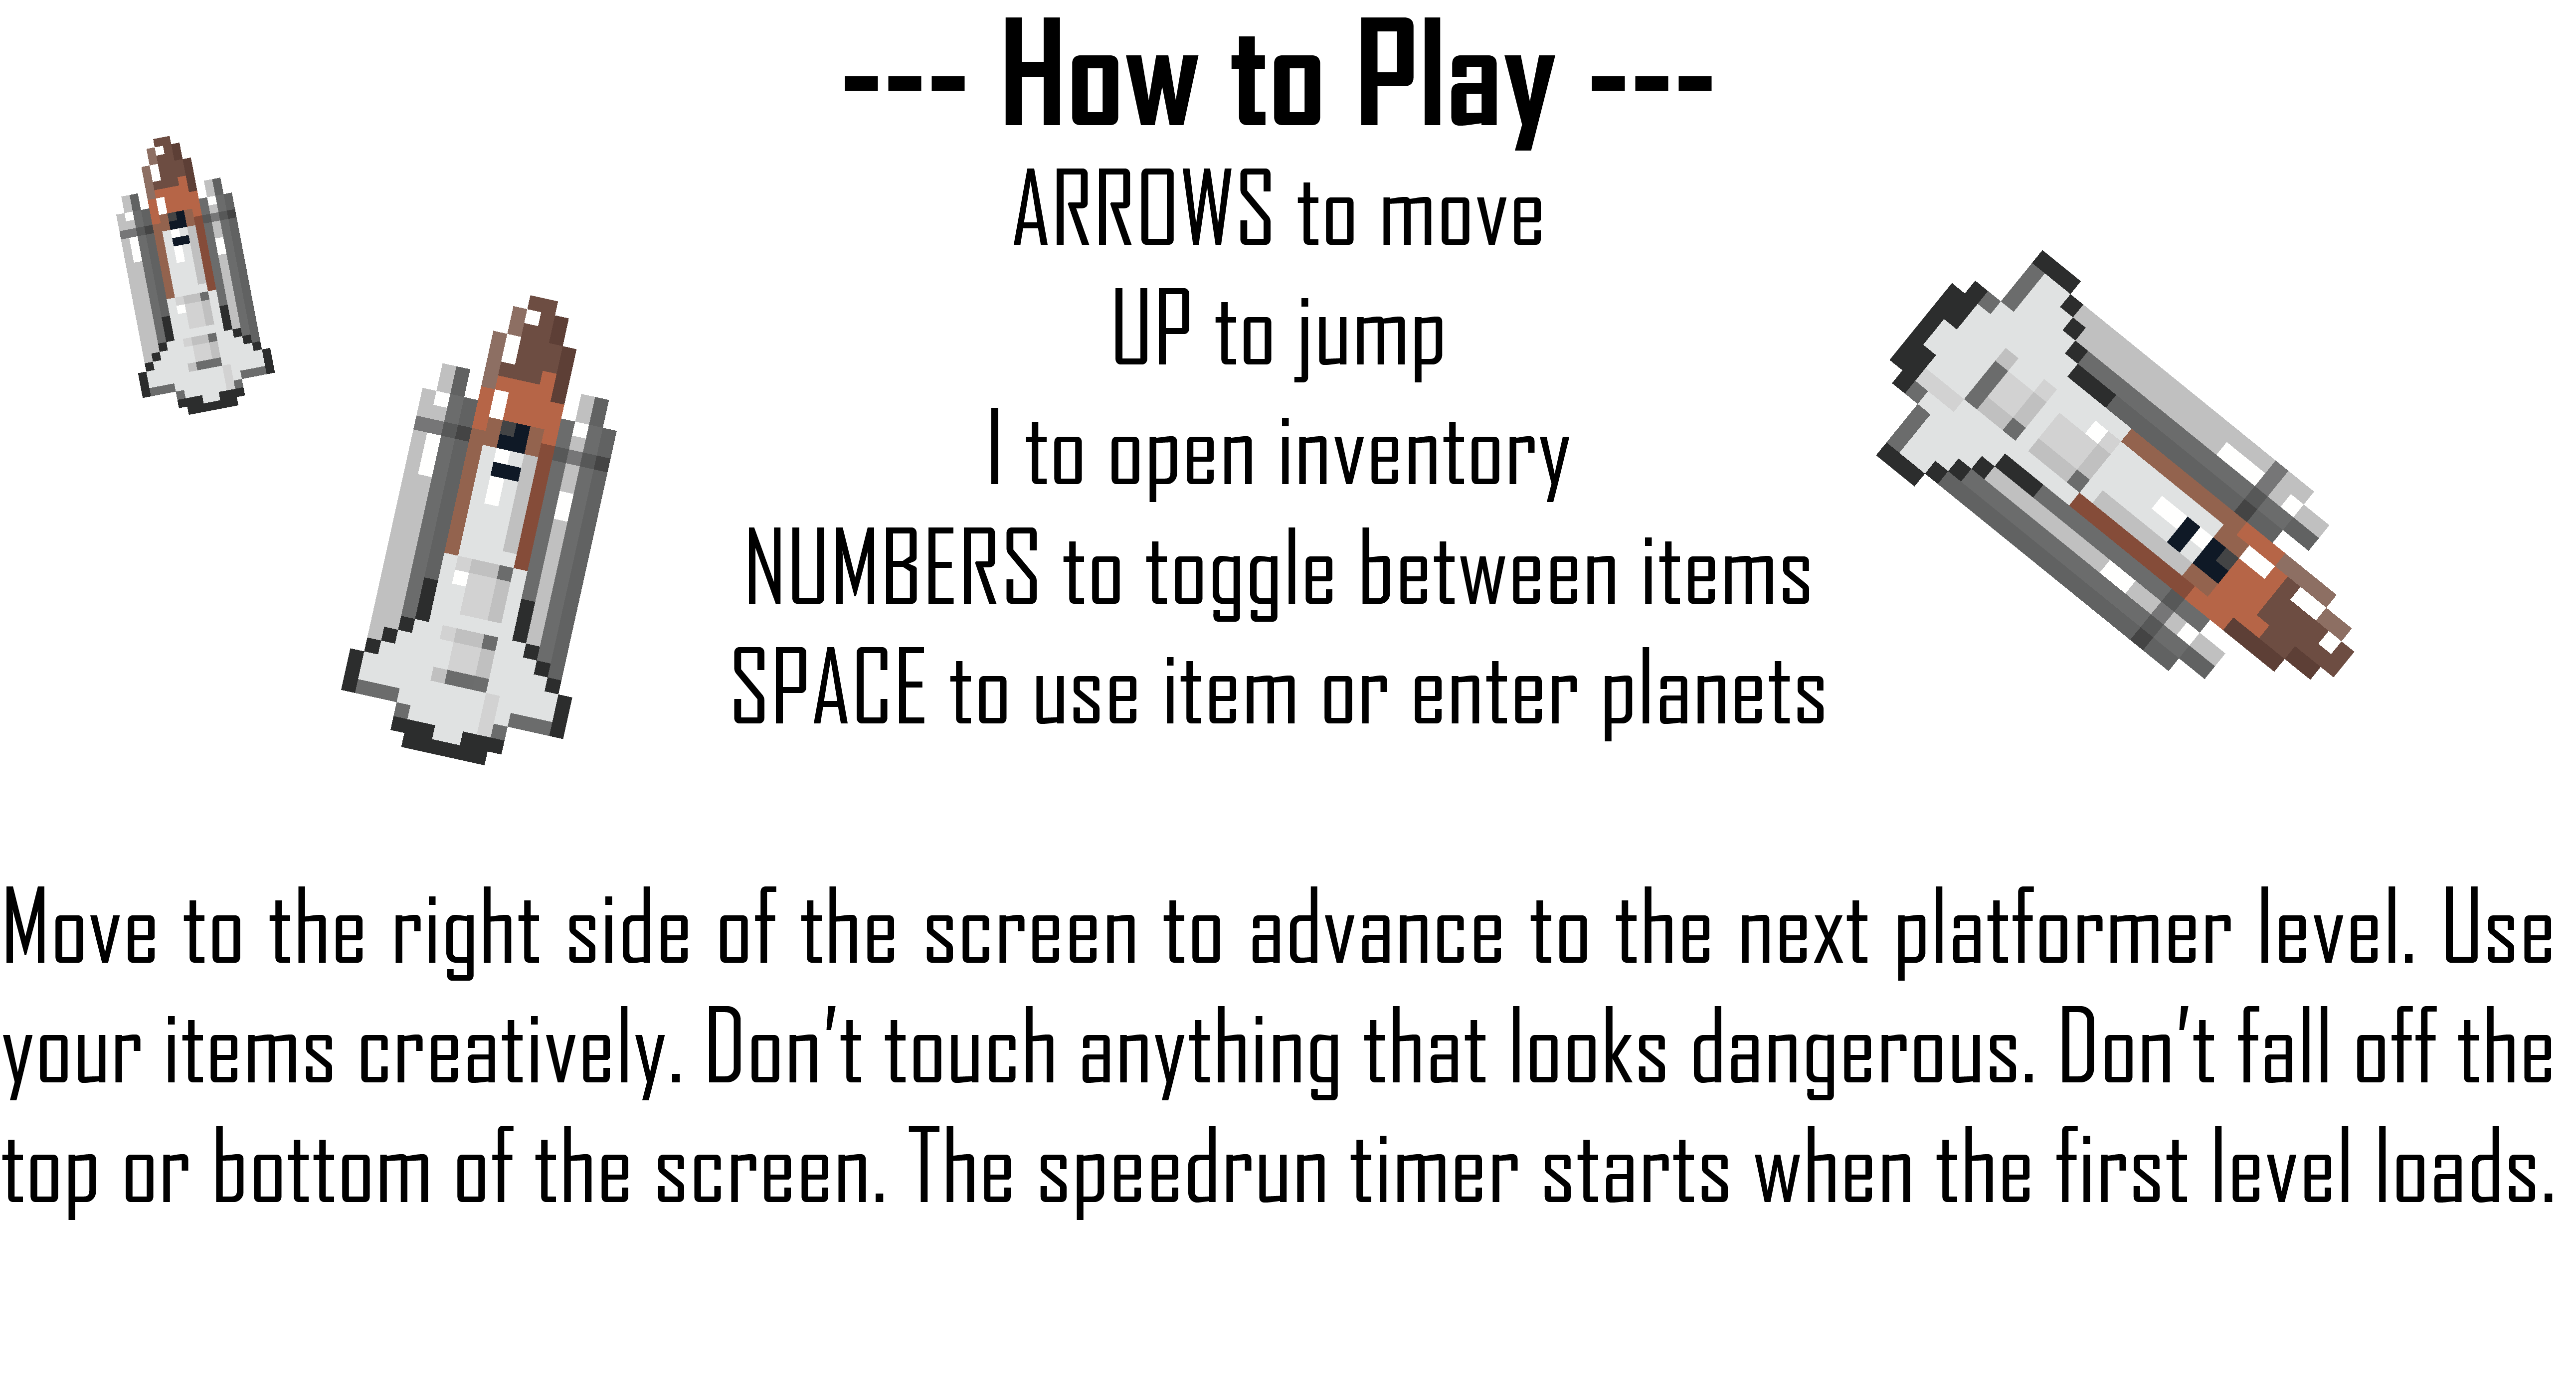 --- How to Play ---
ARROWS to move
UP to jump
I to open inventory
NUMBERS to toggle between items
SPACE to use item or enter planets
Move to the right side of the screen to advance to the next platformer level. Use
your items creatively. Don’t touch anything that looks dangerous. Don’t fall off the
top or bottom of the screen. The speedrun timer starts when the first level loads.